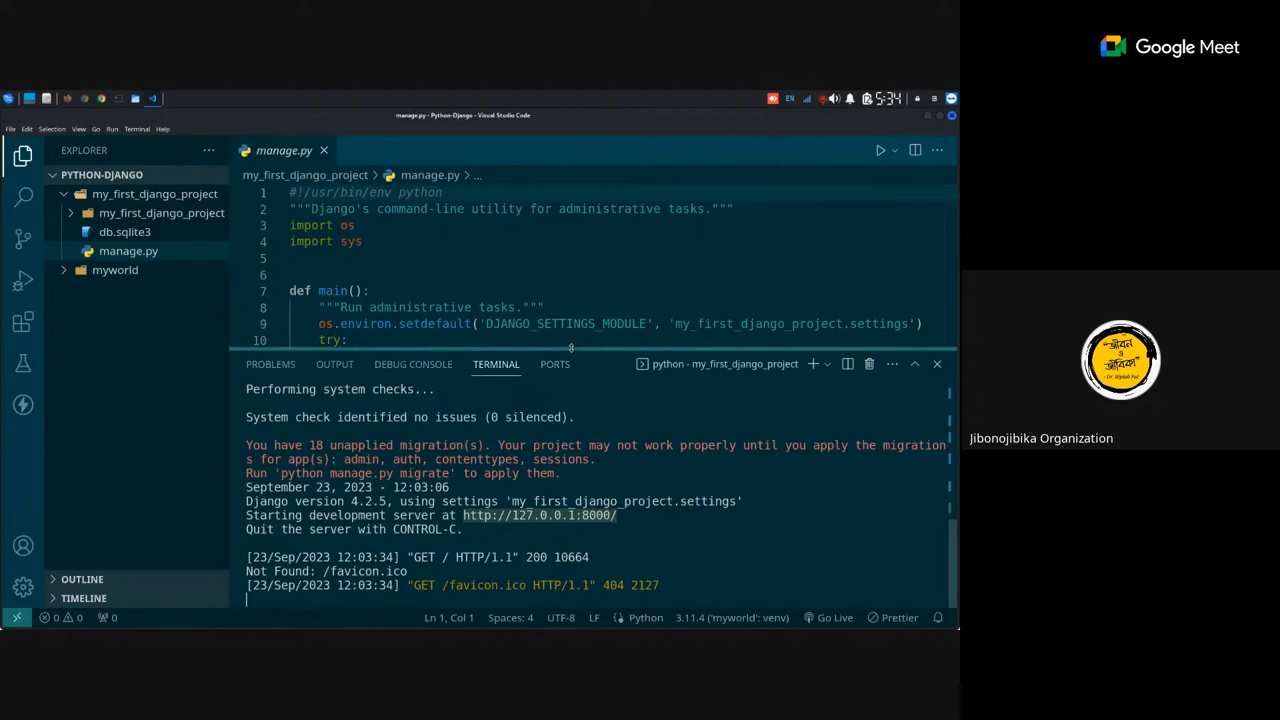 Google Meet
EN 5:34
manage.py - Python-Django - Visual Studio Code
File Edit Selection View Go Run Terminal Help
EXPLORER
PYTHON-DJANGO
my_first_django_project
my_first_django_project
db.sqlite3
manage.py
myworld
OUTLINE
TIMELINE
manage.py
my_first_django_project > manage.py > ...
1 #!/usr/bin/env python
2 """Django's command-line utility for administrative tasks."""
3 import os
4 import sys
5
6
7 def main():
8 """Run administrative tasks."""
9 os.environ.setdefault('DJANGO_SETTINGS_MODULE', 'my_first_django_project.settings')
10 try:
PROBLEMS OUTPUT DEBUG CONSOLE TERMINAL PORTS python - my_first_django_project
Performing system checks...
System check identified no issues (0 silenced).
You have 18 unapplied migration(s). Your project may not work properly until you apply the migration
s for app(s): admin, auth, contenttypes, sessions.
Run 'python manage.py migrate' to apply them.
September 23, 2023 - 12:03:06
Django version 4.2.5, using settings 'my_first_django_project.settings'
Starting development server at http://127.0.0.1:8000/
Quit the server with CONTROL-C.
[23/Sep/2023 12:03:34] "GET / HTTP/1.1" 200 10664
Not Found: /favicon.ico
[23/Sep/2023 12:03:34] "GET /favicon.ico HTTP/1.1" 404 2127
0 0 0 Ln 1, Col 1 Spaces: 4 UTF-8 LF Python 3.11.4 ('myworld': venv) Go Live Prettier
"জীবন
ও
জীবিকা"
- Dr. Biplab Pal
Jibonojibika Organization